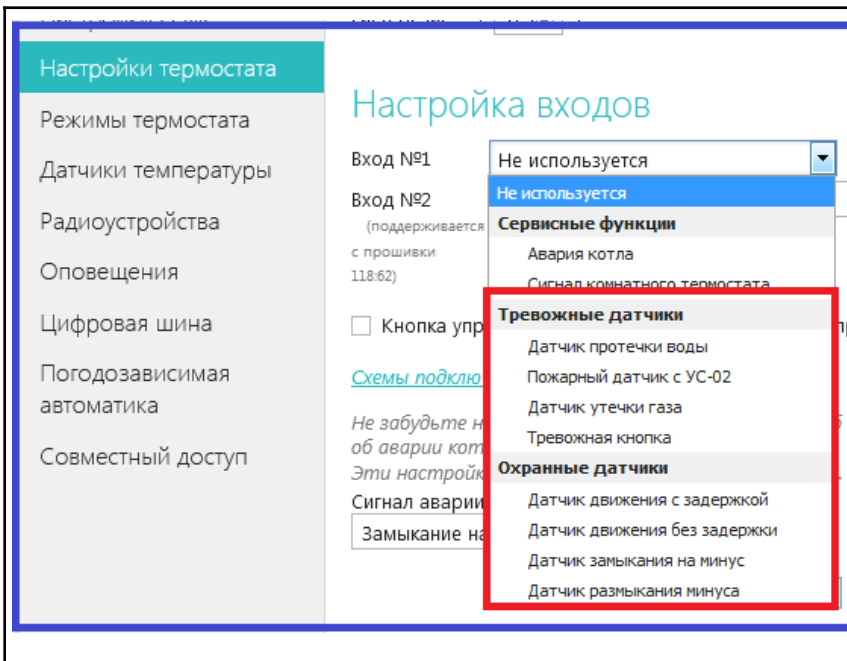 Настройки термостата
Режимы термостата
Датчики температуры
Радиоустройства
Оповещения
Цифровая шина
Погодозависимая
автоматика
Совместный доступ
Настройка входов
Вход №1 Не используется
Вход №2
(поддерживается
с прошивки
118:62)
Не используется
Сервисные функции
Авария котла
Сигнал комнатного термостата
Тревожные датчики
Датчик протечки воды
Пожарный датчик с УС-02
Датчик утечки газа
Тревожная кнопка
Охранные датчики
Датчик движения с задержкой
Датчик движения без задержки
Датчик замыкания на минус
Датчик размыкания минуса
Кнопка упр
Схемы подклю
Не забудьте н
об аварии кот
Эти настройк
Сигнал аварии
Замыкание на